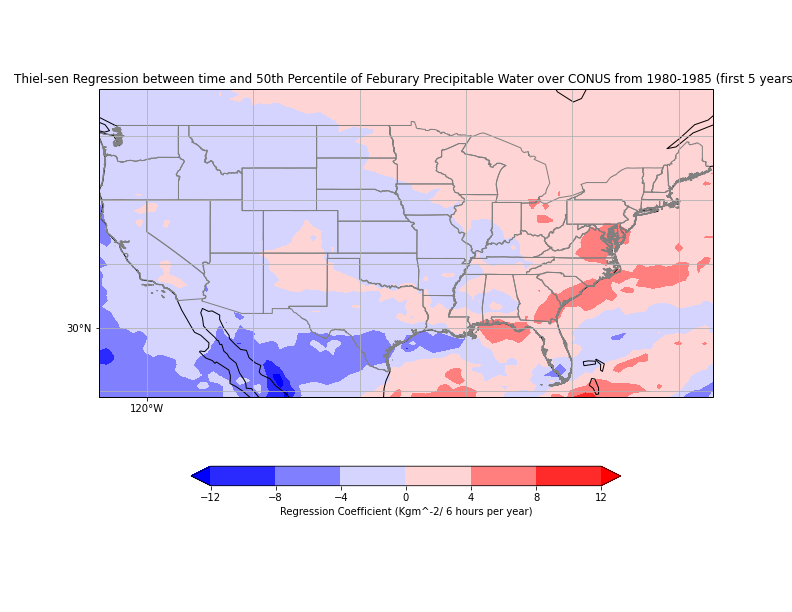 Thiel-sen Regression between time and 50th Percentile of Feburary Precipitable Water over CONUS from 1980-1985 (first 5 years
30°N
120°W
−12 −8 −4 0 4 8 12
Regression Coefficient (Kgm^-2/ 6 hours per year)